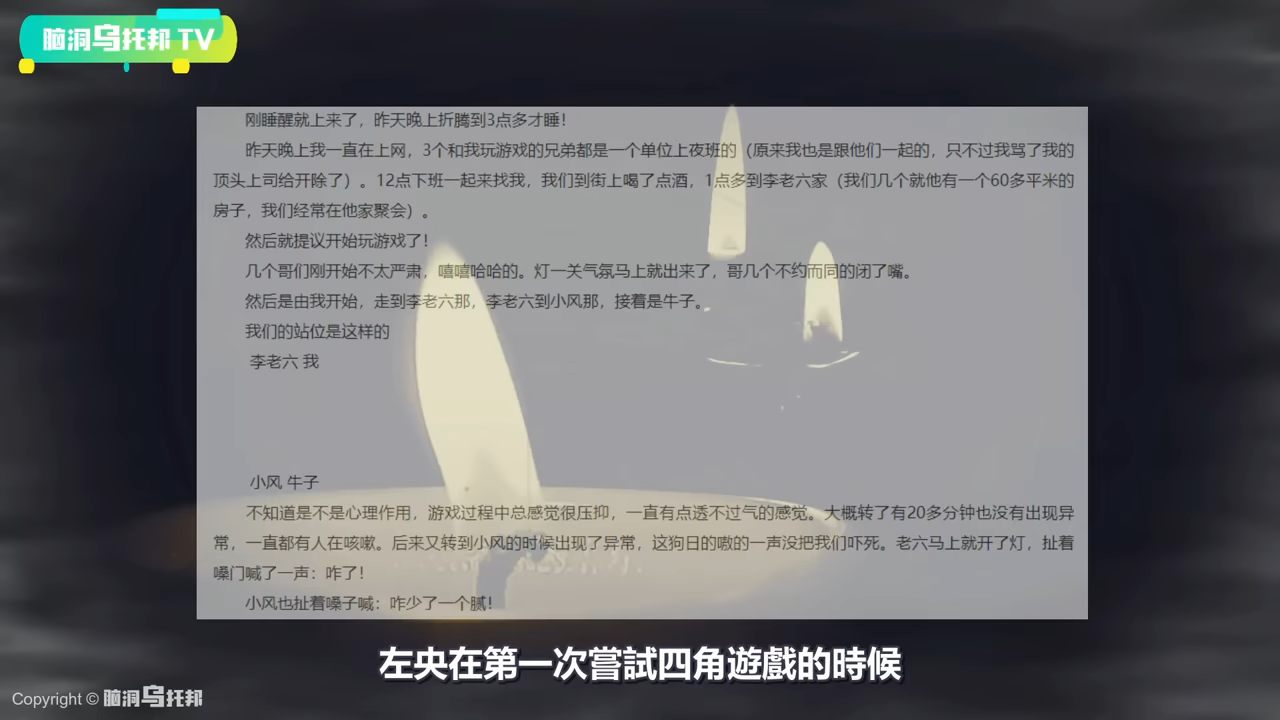 脑洞乌托邦 TV
刚睡醒就上来了，昨天晚上折腾到3点多才睡！
昨天晚上我一直在上网，3个和我玩游戏的兄弟都是一个单位上夜班的（原来我也是跟他们一起的，只不过我骂了我的
顶头上司给开除了）。12点下班一起来找我，我们到街上喝了点酒，1点多到李老六家（我们几个就他有一个60多平米的
房子，我们经常在他家聚会）。
然后就提议开始玩游戏了！
几个哥们刚开始不太严肃，嘻嘻哈哈的。灯一关气氛马上就出来了，哥几个不约而同的闭了嘴。
然后是由我开始，走到李老六那，李老六到小风那，接着是牛子。
我们的站位是这样的
李老六 我
小风 牛子
不知道是不是心理作用，游戏过程中总感觉很压抑，一直有点透不过气的感觉。大概转了有20多分钟也没有出现异
常，一直都有人在咳嗽。后来又转到小风的时候出现了异常，这狗日的嗷的一声没把我们吓死。老六马上就开了灯，扯着
嗓门喊了一声：咋了！
小风也扯着嗓子喊：咋少了一个腻！
左央在第一次嘗試四角遊戲的時候
Copyright © 脑洞乌托邦